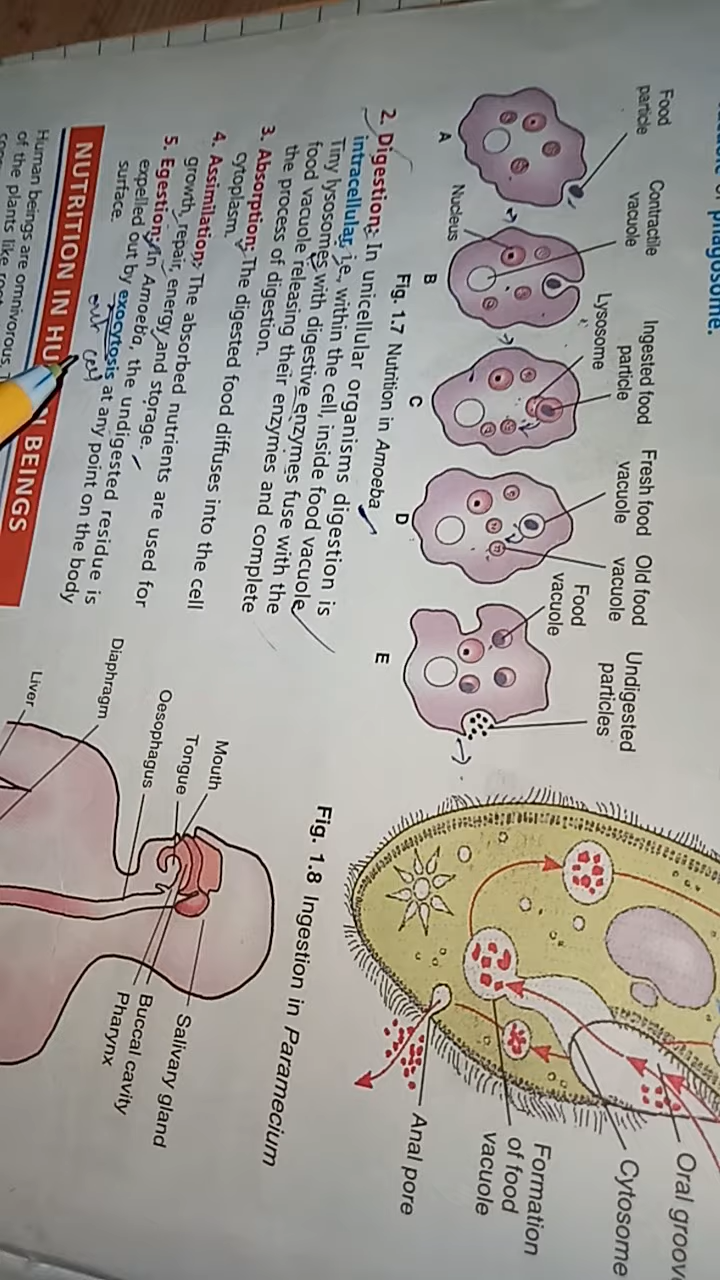 phagosome.
Food particle
Contractile vacuole
Ingested food particle
Fresh food vacuole
Old food vacuole
Undigested particles
Lysosome
Food vacuole
Nucleus
A
B
C
D
E
Fig. 1.7 Nutrition in Amoeba
2. Digestion: In unicellular organisms digestion is
intracellular, i.e., within the cell, inside food vacuole.
Tiny lysosomes with digestive enzymes fuse with the
food vacuole releasing their enzymes and complete
the process of digestion.
3. Absorption: The digested food diffuses into the
cytoplasm.
4. Assimilation: The absorbed nutrients are used for
growth, repair, energy and storage.
5. Egestion: In Amoeba, the undigested residue is
expelled out by exocytosis at any point on the body
surface.
out cell
NUTRITION IN HU N BEINGS
Human beings are omnivorous,
of the plants like root
Oral groov
Cytosome
Formation of food vacuole
Anal pore
Fig. 1.8 Ingestion in Paramecium
Mouth
Tongue
Oesophagus
Diaphragm
Liver
Salivary gland
Buccal cavity
Pharynx